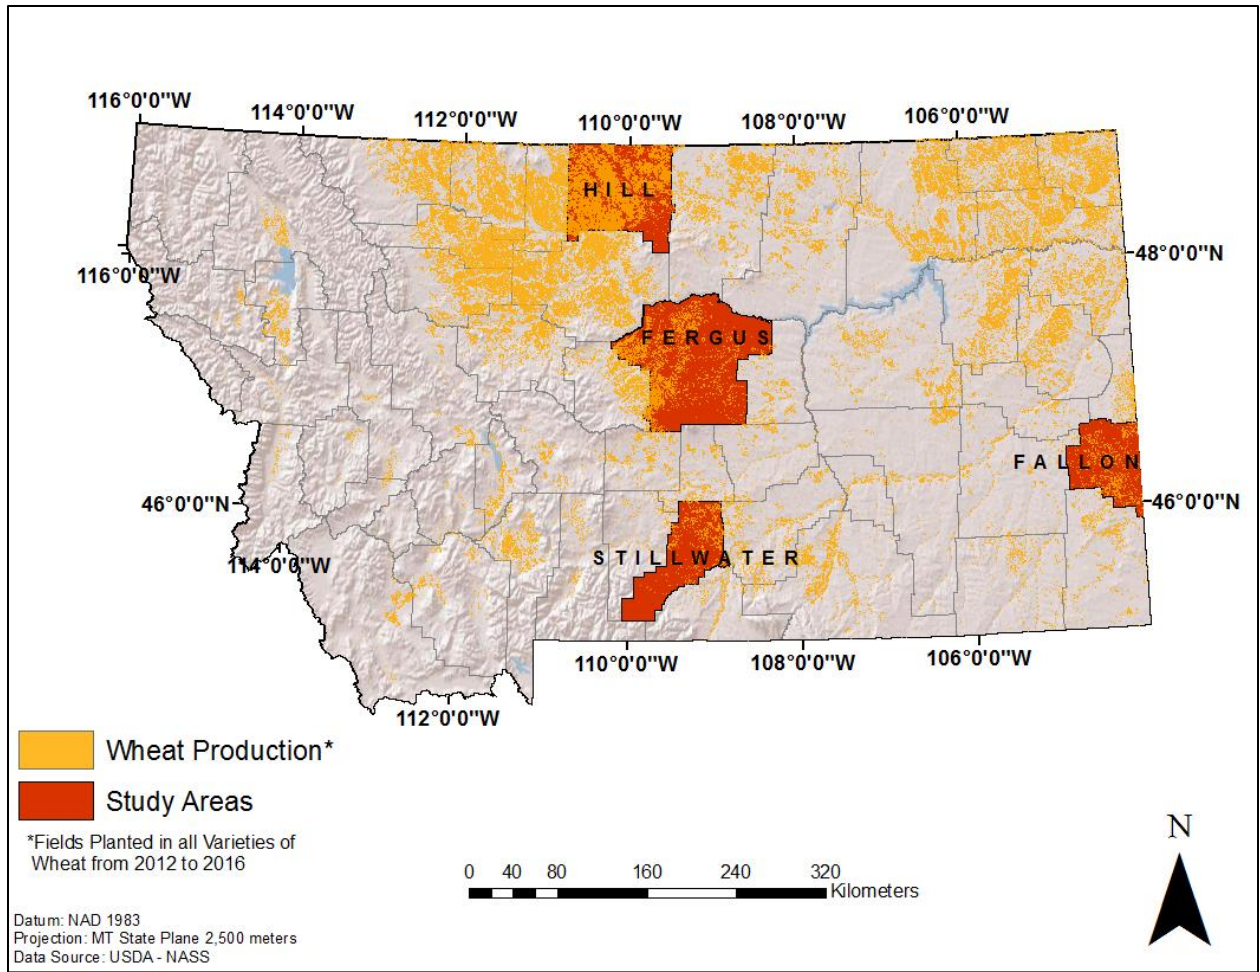 116°0'0"W
114°0'0"W
112°0'0"W
110°0'0"W
108°0'0"W
106°0'0"W
HILL
48°0'0"N
116°0'0"W
FERGUS
FALLON
46°0'0"N
46°0'0"N
STILLWATER
114°0'0"W
110°0'0"W
108°0'0"W
106°0'0"W
112°0'0"W
Wheat Production*
Study Areas
*Fields Planted in all Varieties of
Wheat from 2012 to 2016
N
0 20 40 80 160 240 320
Kilometers
Datum: NAD 1983
Projection: MT State Plane 2,500 meters
Data Source: USDA - NASS